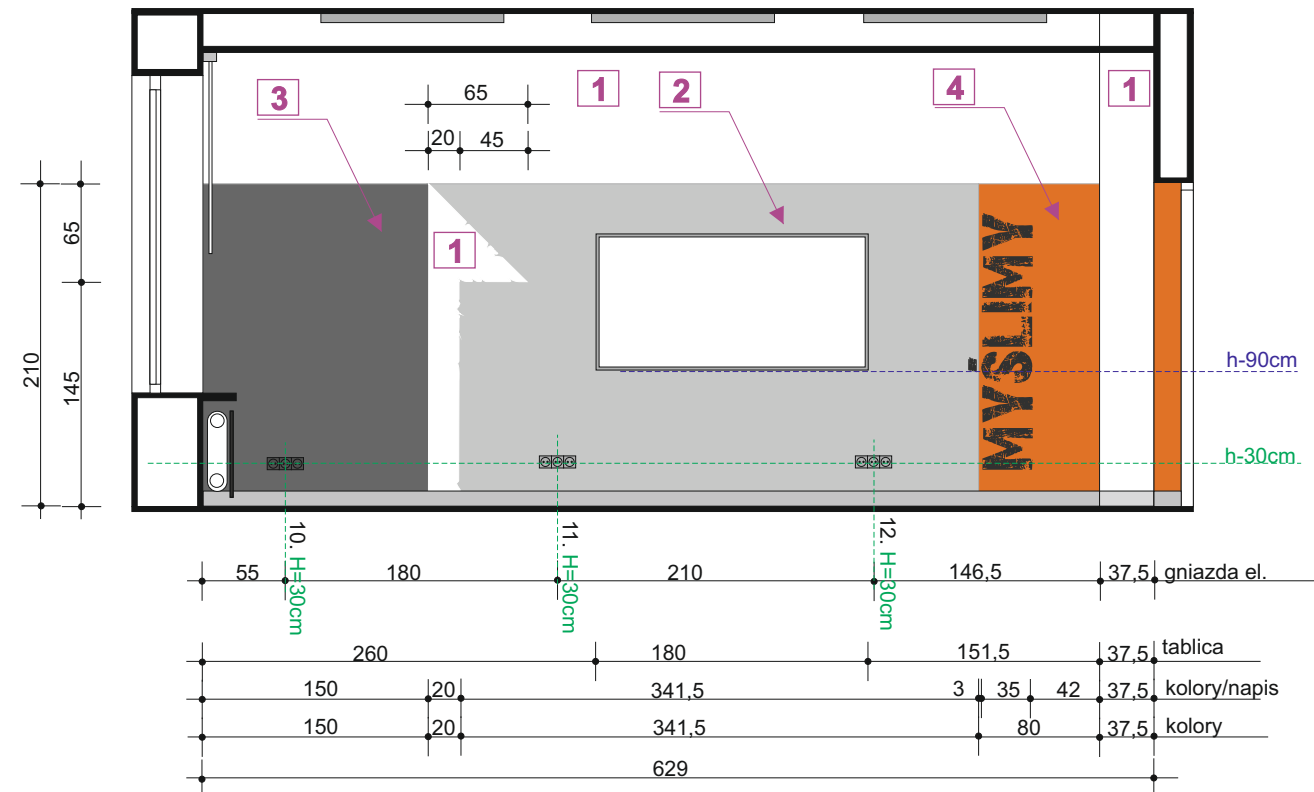 3
1
2
4
1
65
20 45
1
65
145
210
MYSLIMY
h-90cm
h-30cm
10. H=30cm
11. H=30cm
12. H=30cm
55 180 210 146,5 37,5 gniazda el.
260 180 151,5 37,5 tablica
150 20 341,5 3 35 42 37,5 kolory/napis
150 20 341,5 80 37,5 kolory
629